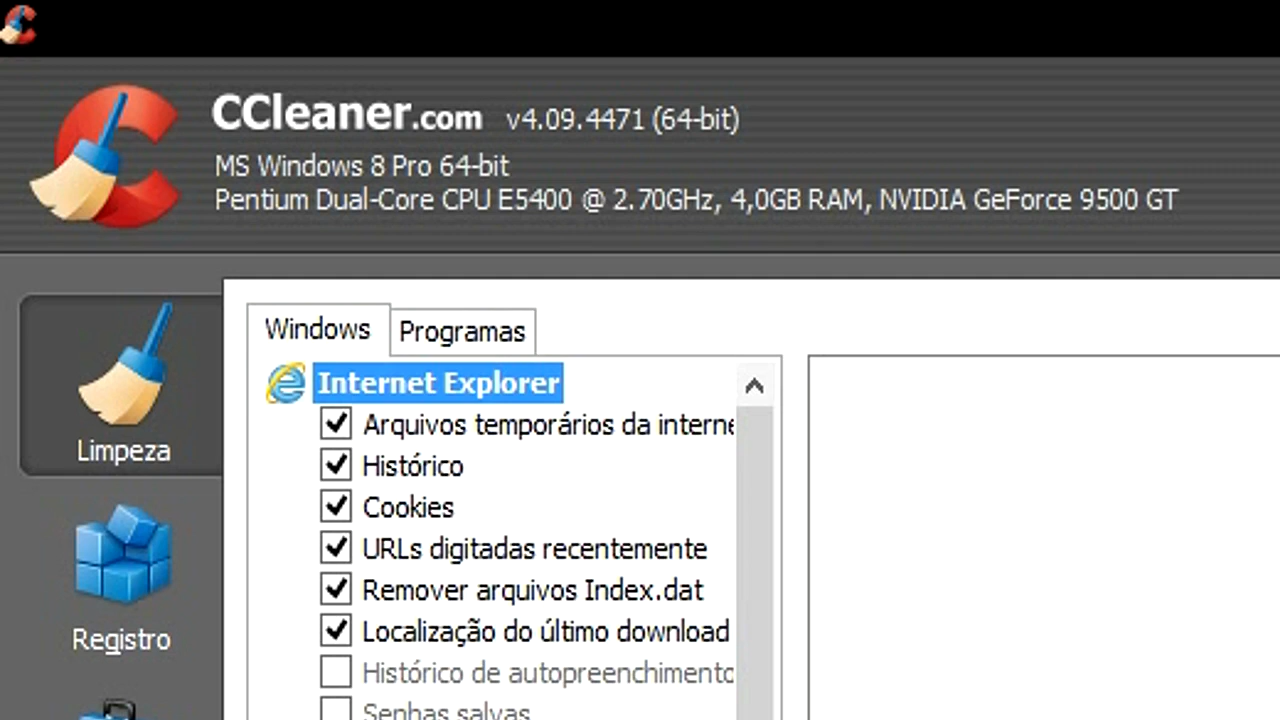 CCleaner.com v4.09.4471 (64-bit)
MS Windows 8 Pro 64-bit
Pentium Dual-Core CPU E5400 @ 2.70GHz, 4,0GB RAM, NVIDIA GeForce 9500 GT
Windows
Programas
Internet Explorer
Arquivos temporários da interne
Histórico
Cookies
URLs digitadas recentemente
Remover arquivos Index.dat
Localização do último download
Histórico de autopreenchimento
Senhas salvas
Limpeza
Registro